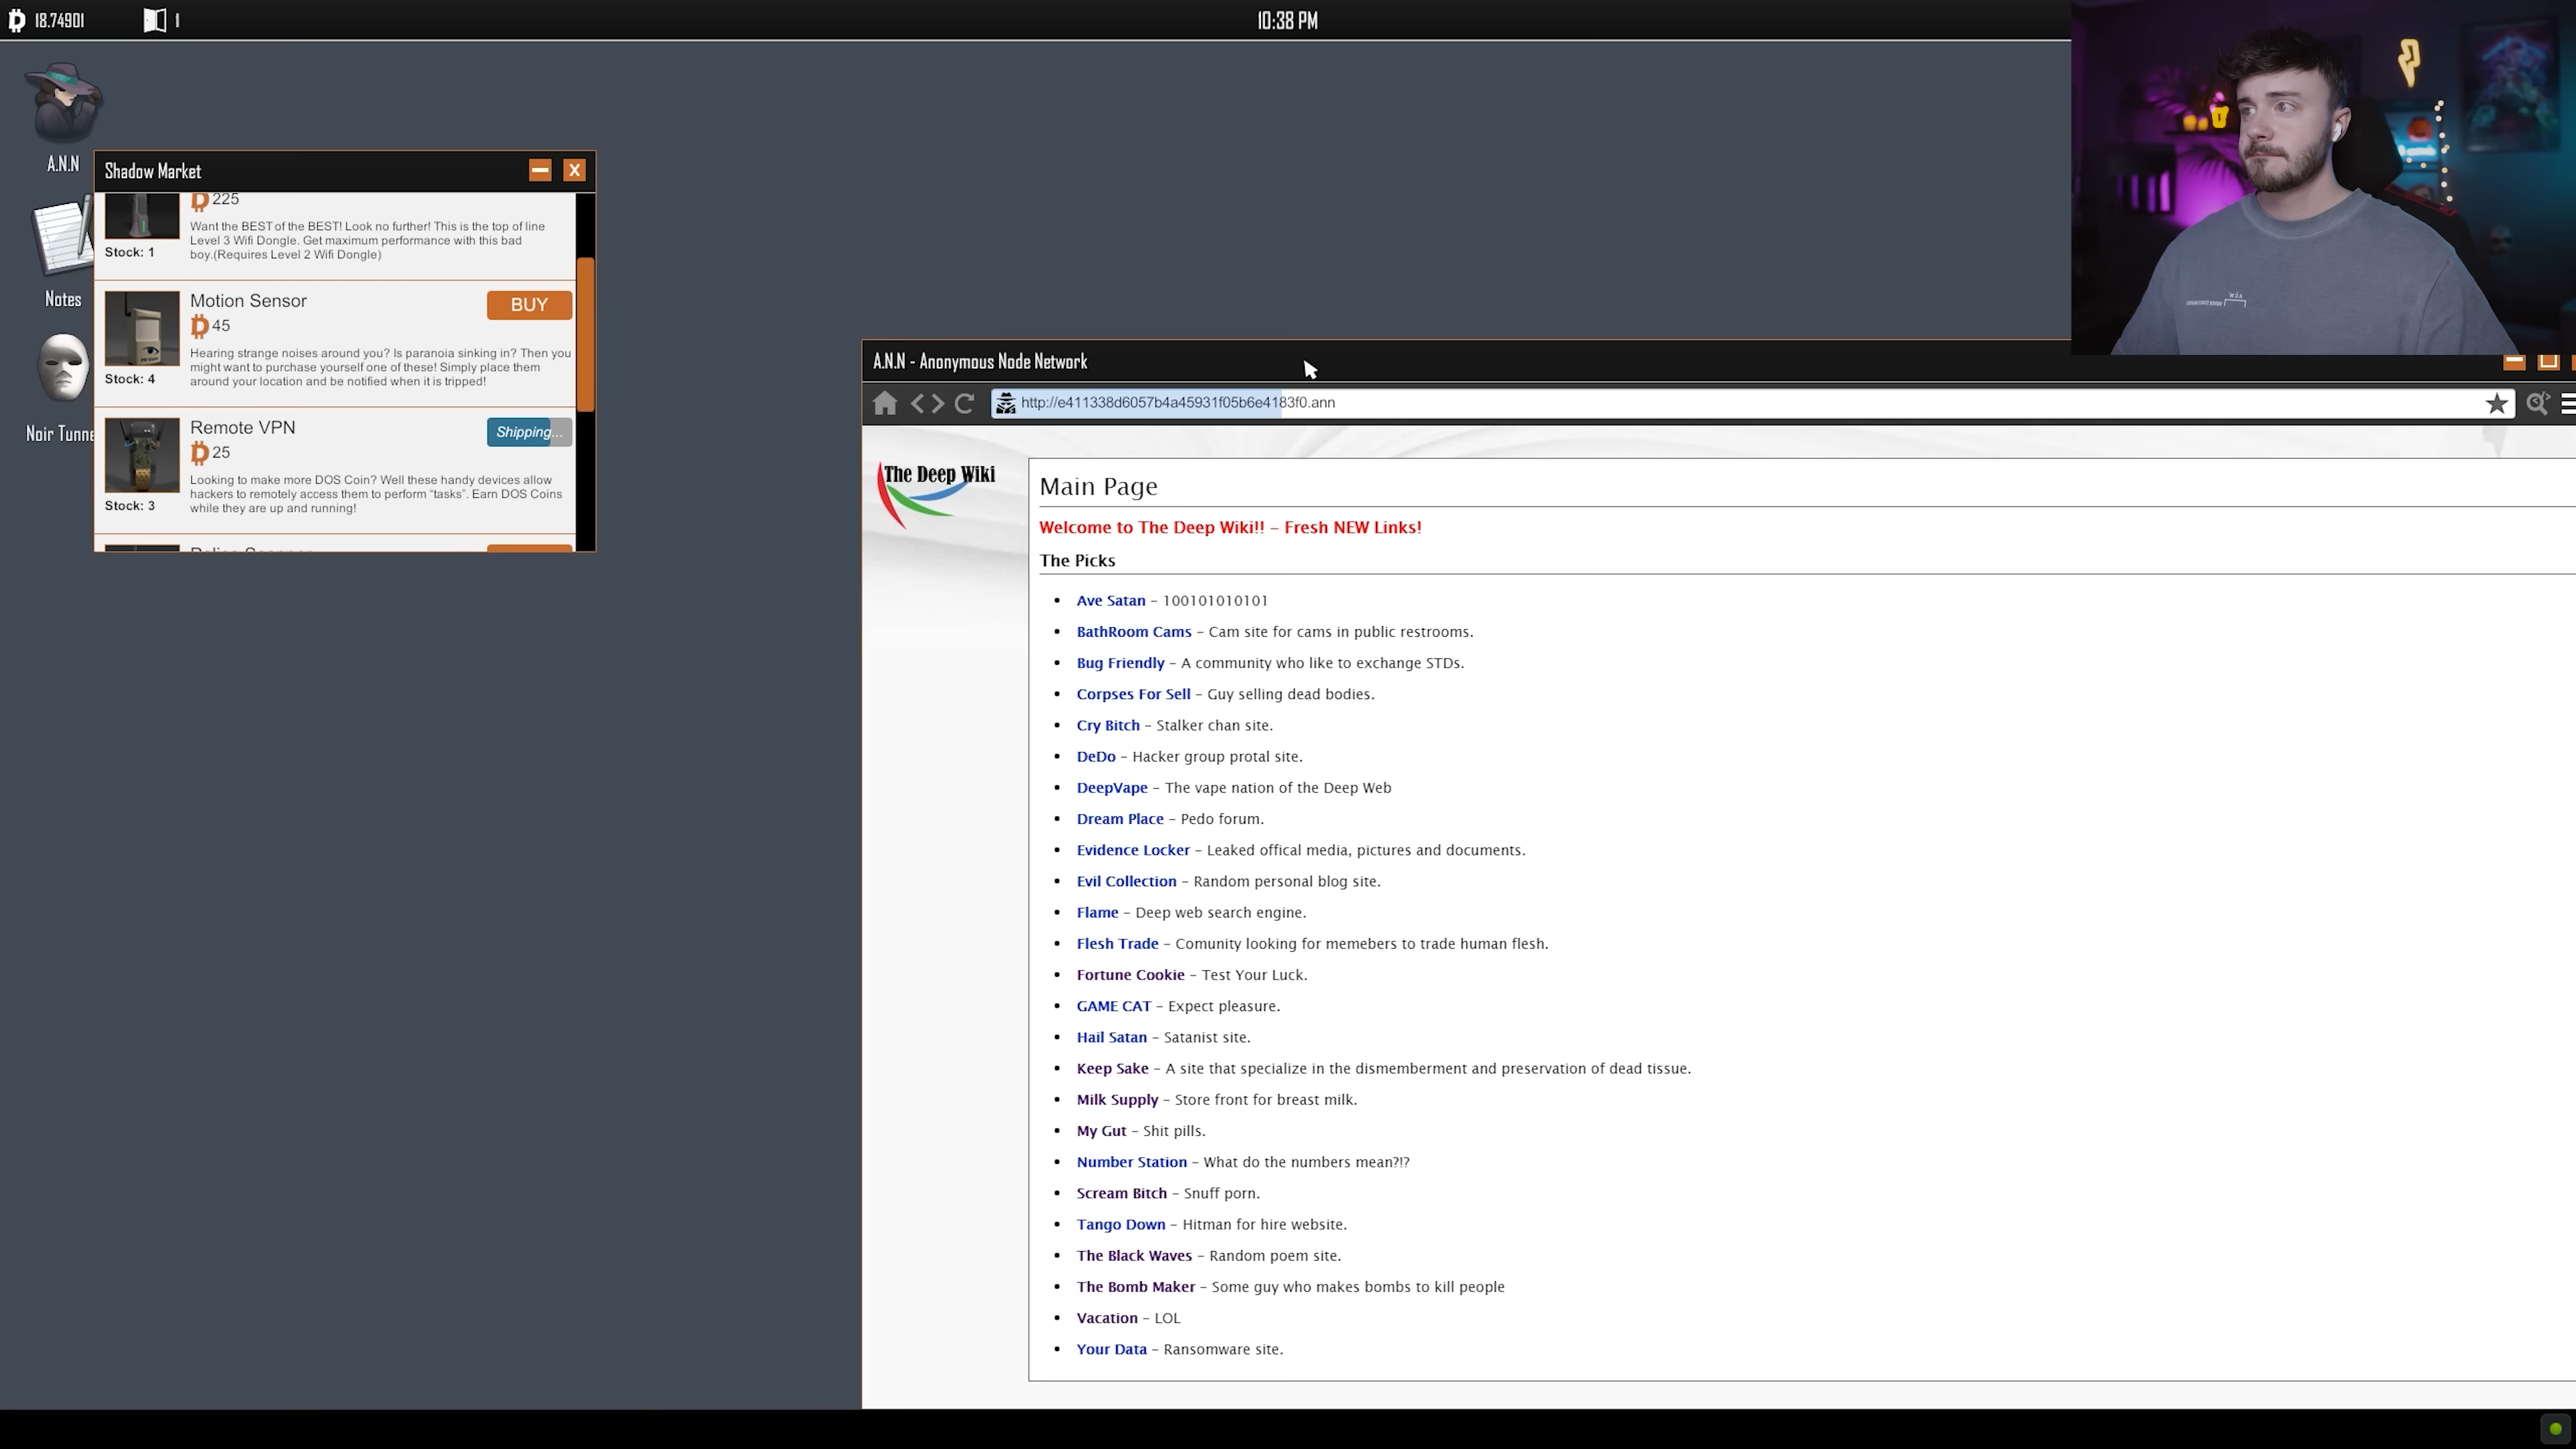 18.74901
1
10:38 PM
A.N.N
Notes
Noir Tunne
Shadow Market
X
225
Want the BEST of the BEST! Look no further! This is the top of line
Level 3 Wifi Dongle. Get maximum performance with this bad
boy.(Requires Level 2 Wifi Dongle)
Stock: 1
Motion Sensor
BUY
45
Hearing strange noises around you? Is paranoia sinking in? Then you
might want to purchase yourself one of these! Simply place them
around your location and be notified when it is tripped!
Stock: 4
Remote VPN
Shipping...
25
Looking to make more DOS Coin? Well these handy devices allow
hackers to remotely access them to perform “tasks”. Earn DOS Coins
while they are up and running!
Stock: 3
A.N.N - Anonymous Node Network
http://e411338d6057b4a45931f05b6e4183f0.ann
The Deep Wiki
Main Page
Welcome to The Deep Wiki!! – Fresh NEW Links!
The Picks
• Ave Satan – 100101010101
• BathRoom Cams – Cam site for cams in public restrooms.
• Bug Friendly – A community who like to exchange STDs.
• Corpses For Sell – Guy selling dead bodies.
• Cry Bitch – Stalker chan site.
• DeDo – Hacker group protal site.
• DeepVape – The vape nation of the Deep Web
• Dream Place – Pedo forum.
• Evidence Locker – Leaked offical media, pictures and documents.
• Evil Collection – Random personal blog site.
• Flame – Deep web search engine.
• Flesh Trade – Comunity looking for memebers to trade human flesh.
• Fortune Cookie – Test Your Luck.
• GAME CAT – Expect pleasure.
• Hail Satan – Satanist site.
• Keep Sake – A site that specialize in the dismemberment and preservation of dead tissue.
• Milk Supply – Store front for breast milk.
• My Gut – Shit pills.
• Number Station – What do the numbers mean?!?
• Scream Bitch – Snuff porn.
• Tango Down – Hitman for hire website.
• The Black Waves – Random poem site.
• The Bomb Maker – Some guy who makes bombs to kill people
• Vacation – LOL
• Your Data – Ransomware site.